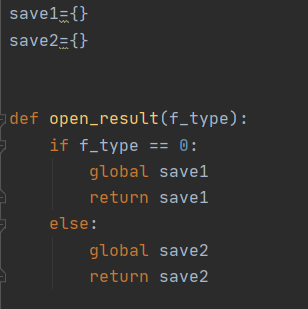 save1={}
save2={}
def open_result(f_type):
    if f_type == 0:
        global save1
        return save1
    else:
        global save2
        return save2